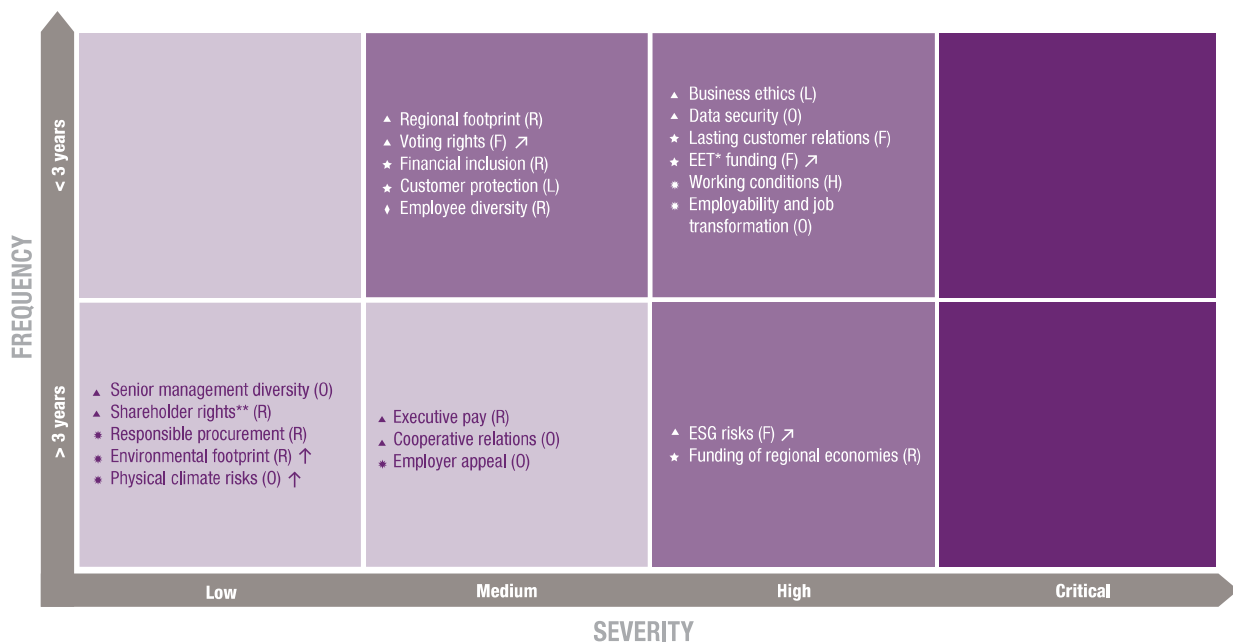 FREQUENCY
< 3 years
▲ Regional footprint (R)
▲ Voting rights (F) ↗
★ Financial inclusion (R)
★ Customer protection (L)
♦ Employee diversity (R)
▲ Business ethics (L)
▲ Data security (O)
★ Lasting customer relations (F)
★ EET* funding (F) ↗
✹ Working conditions (H)
✹ Employability and job
transformation (O)
> 3 years
▲ Senior management diversity (O)
▲ Shareholder rights** (R)
✹ Responsible procurement (R)
✹ Environmental footprint (R) ↑
✹ Physical climate risks (O) ↑
▲ Executive pay (R)
▲ Cooperative relations (O)
✹ Employer appeal (O)
▲ ESG risks (F) ↗
★ Funding of regional economies (R)
Low
Medium
High
Critical
SEVERITY